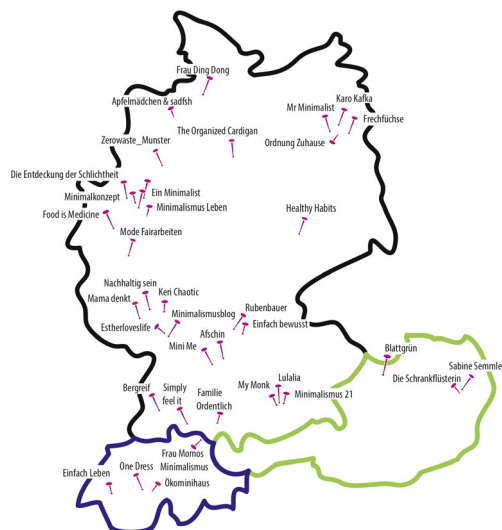 Frau Ding Dong
Apfelmädchen & sadfsh
Mr Minimalist
Karo Kafka
Frechfüchse
The Organized Cardigan
Ordnung Zuhause
Zerowaste_Munster
Die Entdeckung der Schlichtheit
Minimalkonzept
Ein Minimalist
Minimalismus Leben
Food is Medicine
Healthy Habits
Mode Fairarbeiten
Nachhaltig sein
Keri Chaotic
Mama denkt
Minimalismusblog
Rubenbauer
Estherloveslife
Afschin
Einfach bewusst
Mini Me
Blattgrün
Sabine Semmle
Die Schrankflüsterin
Bergreif
Simply
feel it
Familie
Ordentlich
My Monk
Lulalia
Minimalismus 21
Frau Momos
Minimalismus
Einfach Leben
One Dress
Ökominihaus